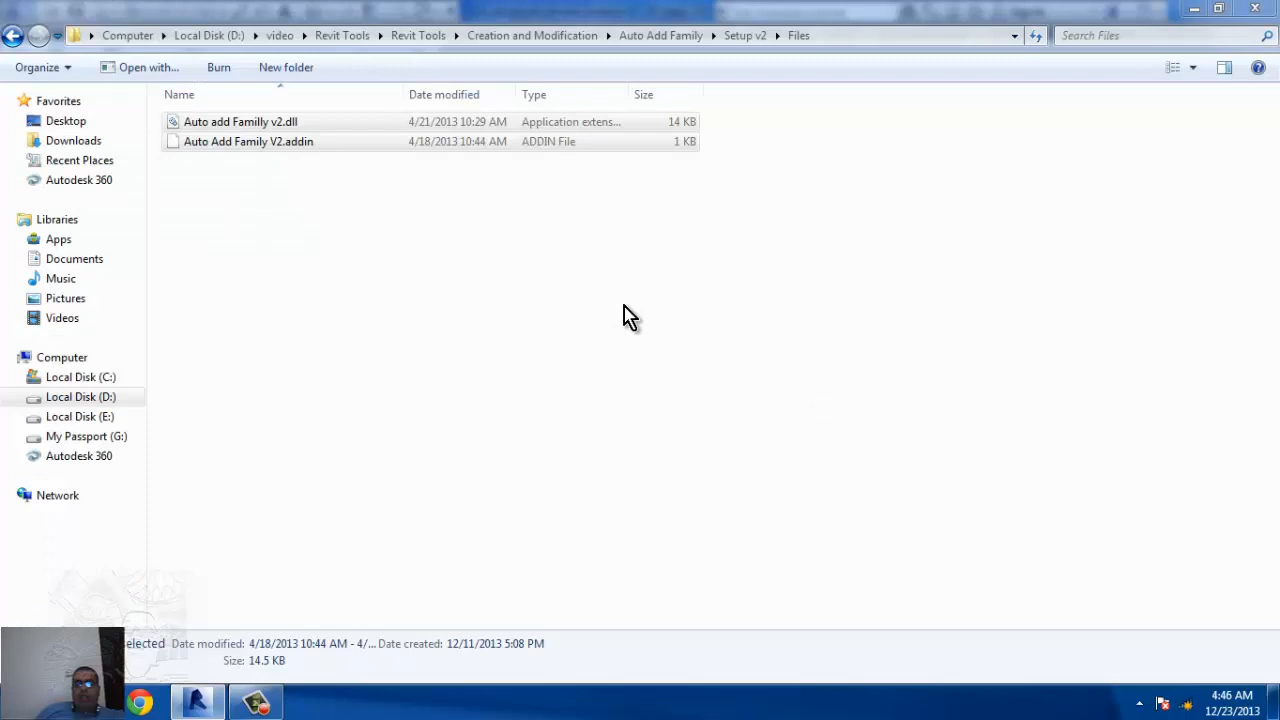 Computer Local Disk (D:) video Revit Tools Revit Tools Creation and Modification Auto Add Family Setup v2 Files Search Files
Organize Open with... Burn New folder
Name Date modified Type Size
Favorites
Desktop
Downloads
Recent Places
Autodesk 360
Libraries
Apps
Documents
Music
Pictures
Videos
Computer
Local Disk (C:)
Local Disk (D:)
Local Disk (E:)
My Passport (G:)
Autodesk 360
Network
Auto add Familly v2.dll 4/21/2013 10:29 AM Application extens... 14 KB
Auto Add Family V2.addin 4/18/2013 10:44 AM ADDIN File 1 KB
elected Date modified: 4/18/2013 10:44 AM - 4/... Date created: 12/11/2013 5:08 PM
Size: 14.5 KB
4:46 AM
12/23/2013